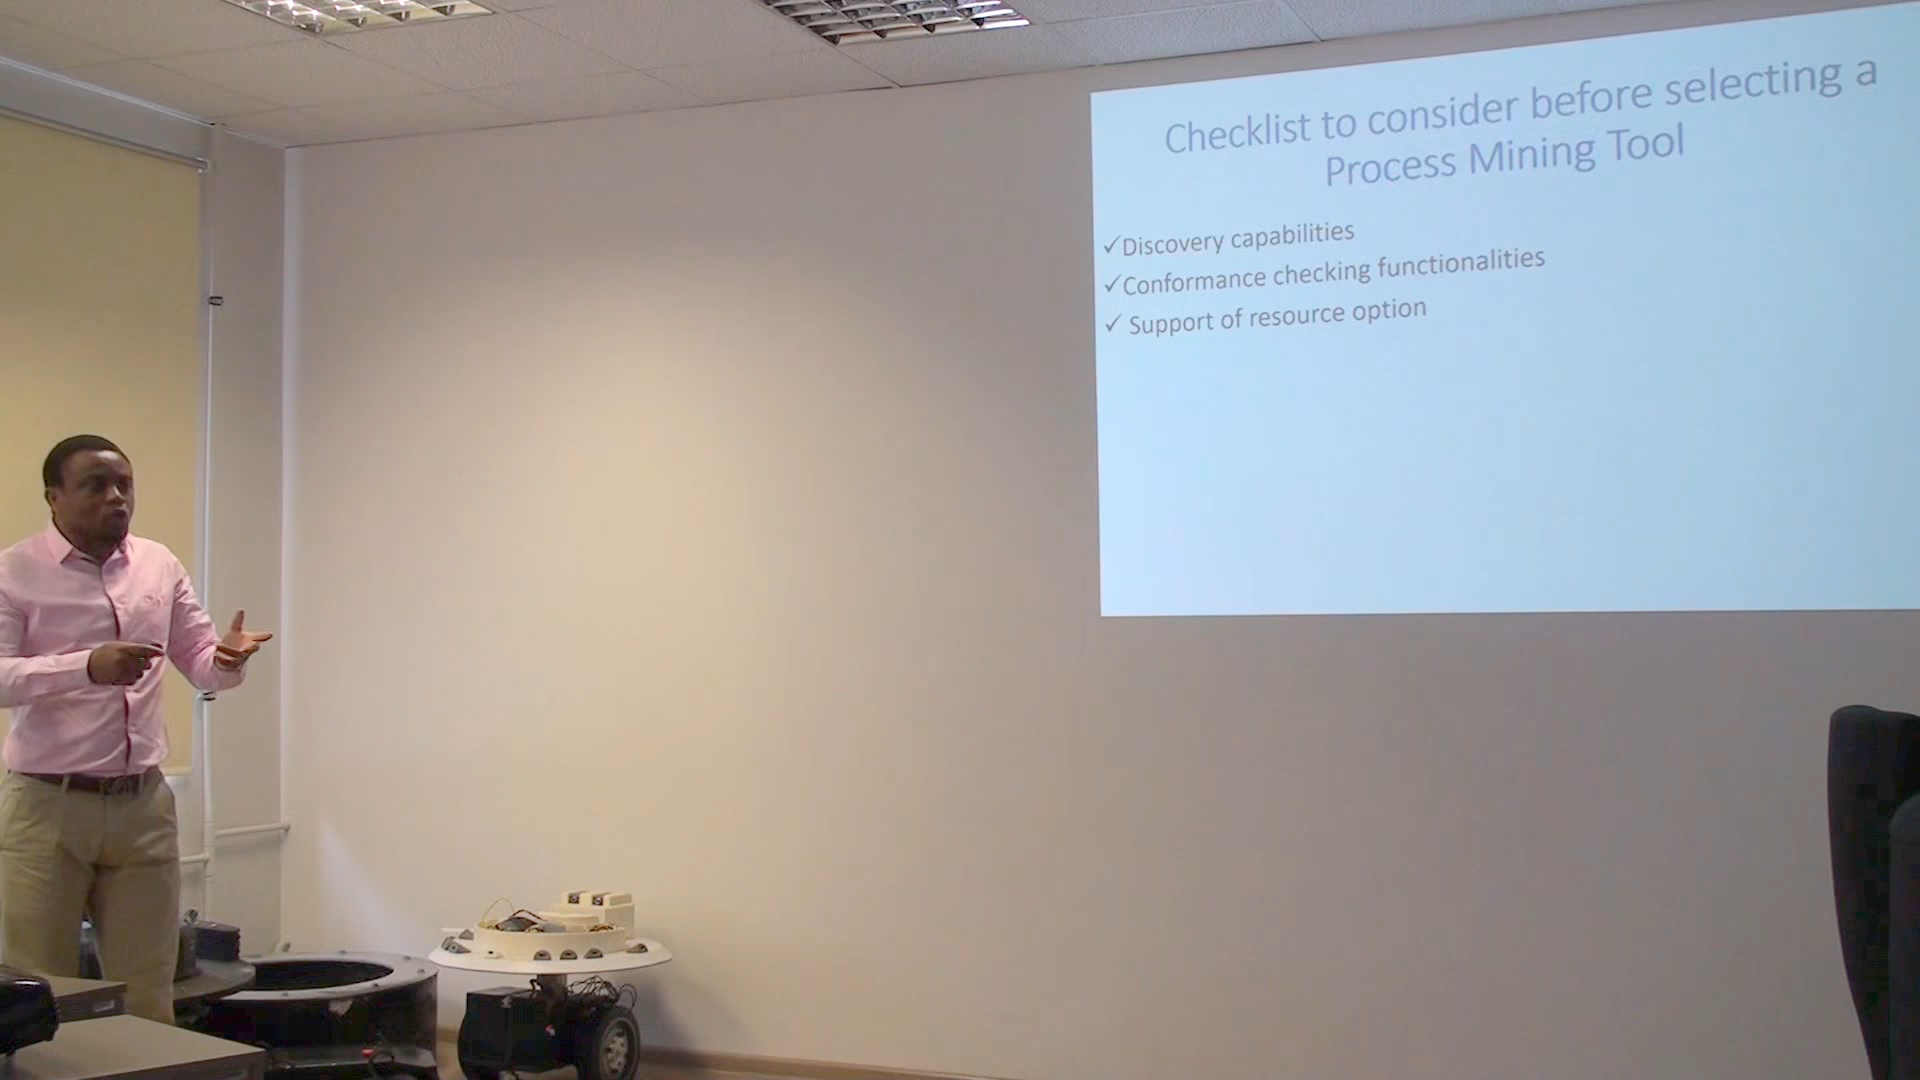 Checklist to consider before selecting a
Process Mining Tool
✓Discovery capabilities
✓Conformance checking functionalities
✓ Support of resource option